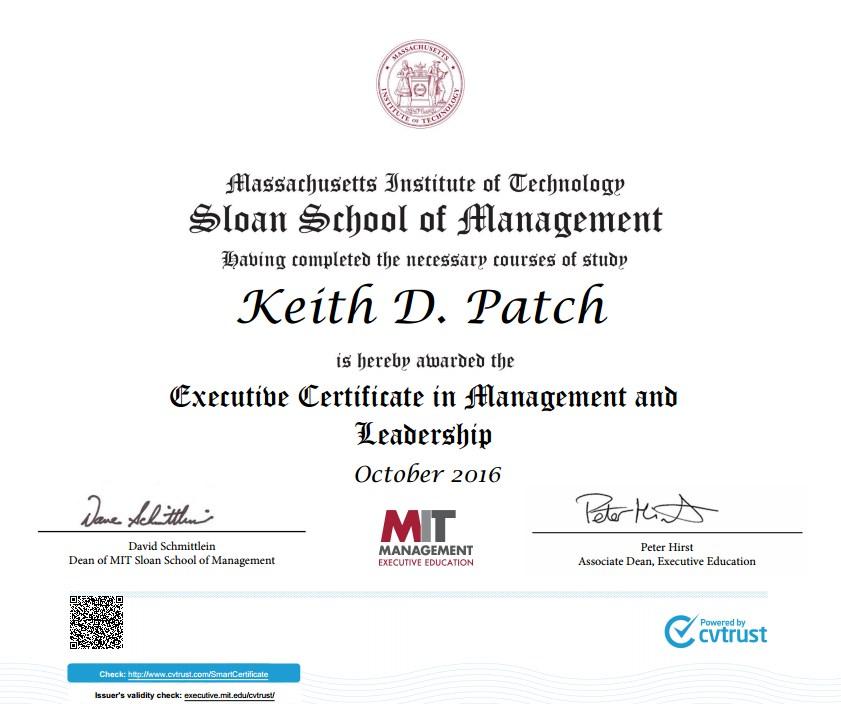 MASSACHUSETTS
INSTITUTE OF TECHNOLOGY
Massachusetts Institute of Technology
Sloan School of Management
Having completed the necessary courses of study
Keith D. Patch
is hereby awarded the
Executive Certificate in Management and
Leadership
October 2016
Dave Schmittlein
Peter Hirst
David Schmittlein
Dean of MIT Sloan School of Management
MIT
MANAGEMENT
EXECUTIVE EDUCATION
Peter Hirst
Associate Dean, Executive Education
Powered by
cvtrust
Check: http://www.cvtrust.com/SmartCertificate
Issuer's validity check: executive.mit.edu/cvtrust/